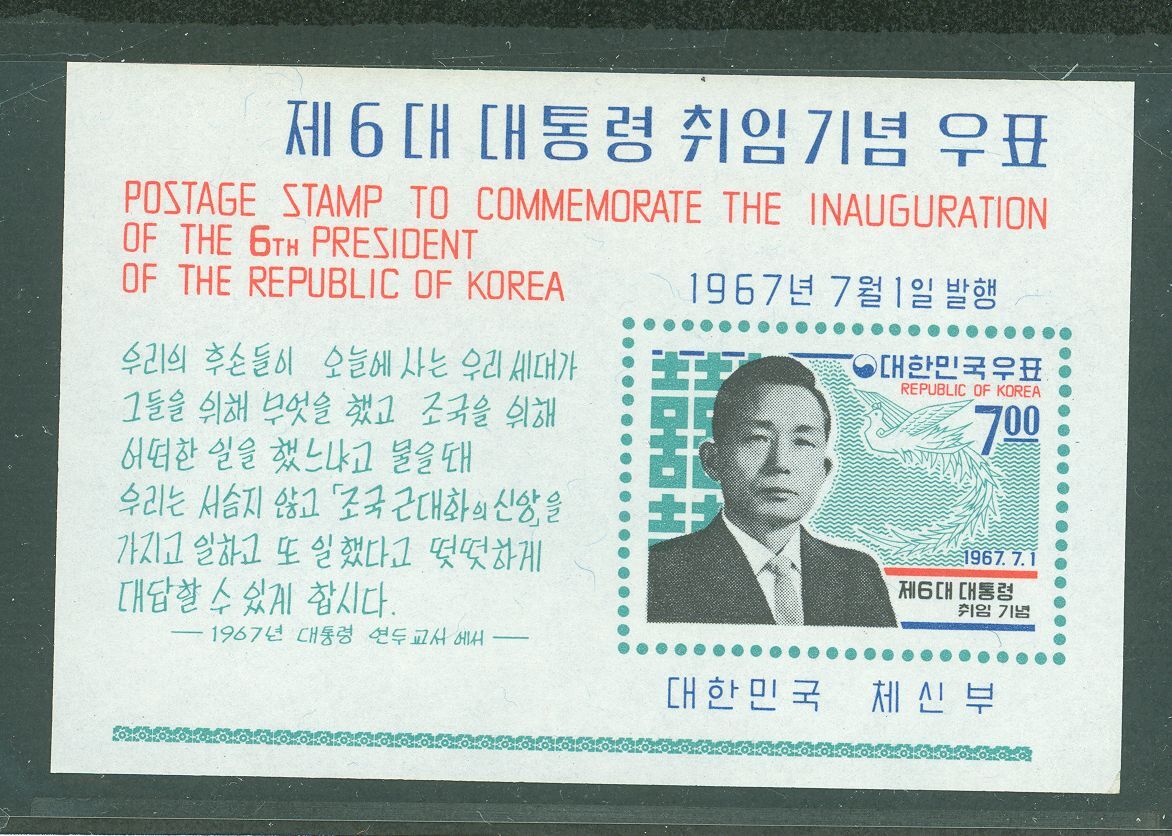 제6대 대통령 취임기념 우표
POSTAGE STAMP TO COMMEMORATE THE INAUGURATION
OF THE 6TH PRESIDENT
OF THE REPUBLIC OF KOREA
1967년 7월1일 발행
우리의 후손들이 오늘에 사는 우리 세대가
그들을 위해 무엇을 했고 조국을 위해
어떠한 일을 했느냐고 물을 때
우리는 서슴지 않고 「조국 근대화의 신앙」을
가지고 일하고 또 일했다고 떳떳하게
대답할 수 있게 합시다.
— 1967년 대통령 연두교서에서 —
대한민국우표
REPUBLIC OF KOREA
700
1967. 7. 1
제6대 대통령
취임 기념
대한민국 체신부